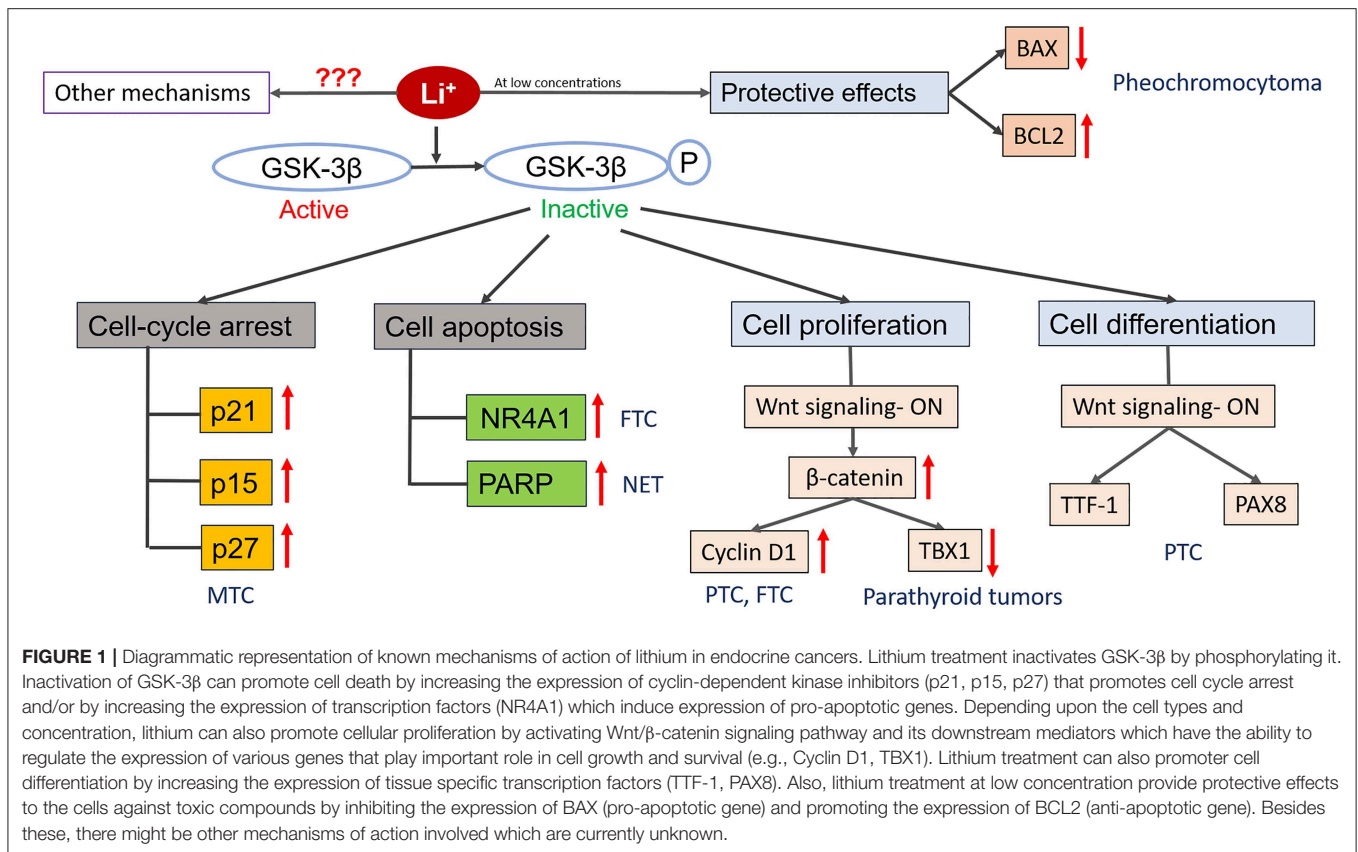 BAX
Pheochromocytoma
???
Other mechanisms
Li⁺
At low concentrations
Protective effects
BCL2
GSK-3β
GSK-3β
P
Active
Inactive
Cell-cycle arrest
Cell apoptosis
Cell proliferation
Cell differentiation
p21
NR4A1
FTC
Wnt signaling- ON
Wnt signaling- ON
p15
PARP
NET
β-catenin
TTF-1
PAX8
p27
Cyclin D1
TBX1
PTC
MTC
PTC, FTC
Parathyroid tumors
FIGURE 1 | Diagrammatic representation of known mechanisms of action of lithium in endocrine cancers. Lithium treatment inactivates GSK-3β by phosphorylating it.
Inactivation of GSK-3β can promote cell death by increasing the expression of cyclin-dependent kinase inhibitors (p21, p15, p27) that promotes cell cycle arrest
and/or by increasing the expression of transcription factors (NR4A1) which induce expression of pro-apoptotic genes. Depending upon the cell types and
concentration, lithium can also promote cellular proliferation by activating Wnt/β-catenin signaling pathway and its downstream mediators which have the ability to
regulate the expression of various genes that play important role in cell growth and survival (e.g., Cyclin D1, TBX1). Lithium treatment can also promoter cell
differentiation by increasing the expression of tissue specific transcription factors (TTF-1, PAX8). Also, lithium treatment at low concentration provide protective effects
to the cells against toxic compounds by inhibiting the expression of BAX (pro-apoptotic gene) and promoting the expression of BCL2 (anti-apoptotic gene). Besides
these, there might be other mechanisms of action involved which are currently unknown.